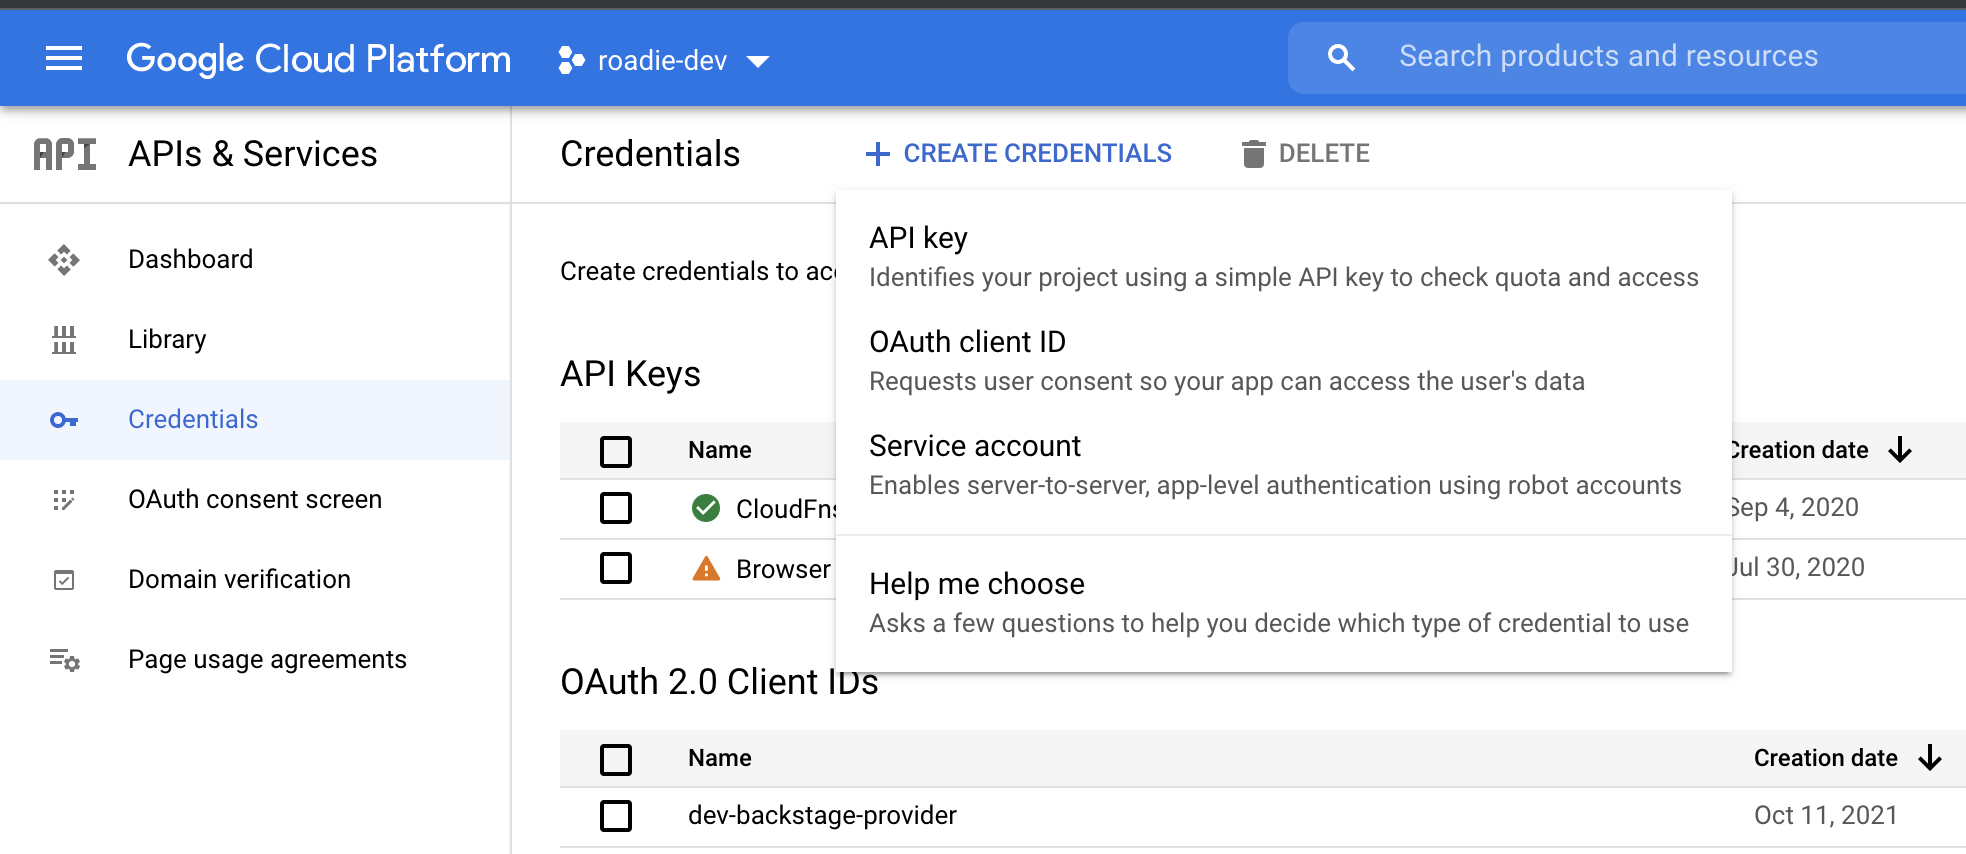 Google Cloud Platform
roadie-dev
Search products and resources
API
APIs & Services
Credentials
CREATE CREDENTIALS
DELETE
Dashboard
Library
Credentials
OAuth consent screen
Domain verification
Page usage agreements
Create credentials to
API key
Identifies your project using a simple API key to check quota and access
OAuth client ID
Requests user consent so your app can access the user's data
Service account
Enables server-to-server, app-level authentication using robot accounts
Help me choose
Asks a few questions to help you decide which type of credential to use
API Keys
Name
Creation date
CloudFns
Sep 4, 2020
Browser
Jul 30, 2020
OAuth 2.0 Client IDs
Name
Creation date
dev-backstage-provider
Oct 11, 2021